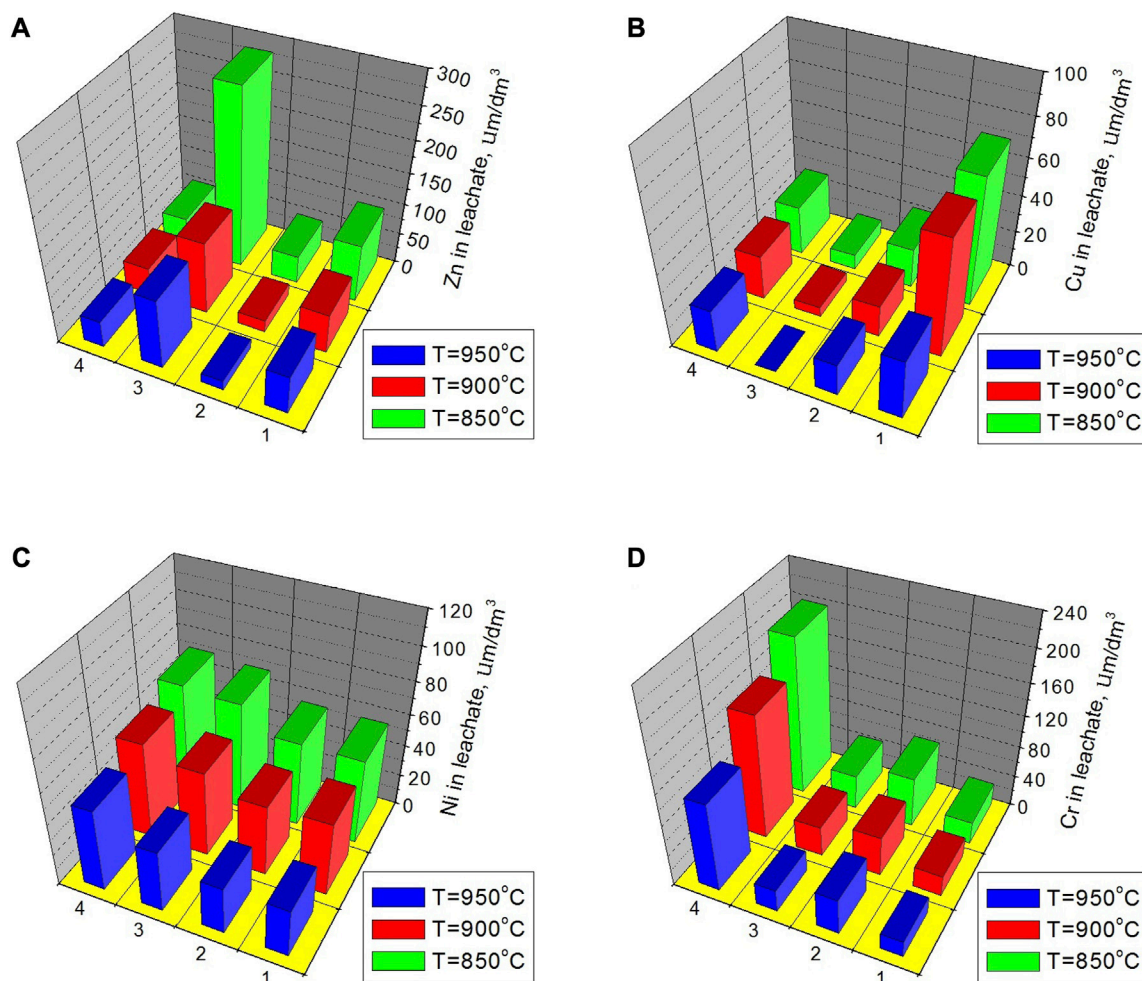 A
300
250
200
150
100
50
0
Zn in leachate, um/dm³
4
3
2
1
T=950°C
T=900°C
T=850°C
B
100
80
60
40
20
0
Cu in leachate, um/dm³
4
3
2
1
T=950°C
T=900°C
T=850°C
C
120
100
80
60
40
20
0
Ni in leachate, um/dm³
4
3
2
1
T=950°C
T=900°C
T=850°C
D
240
200
160
120
80
40
0
Cr in leachate, um/dm³
4
3
2
1
T=950°C
T=900°C
T=850°C